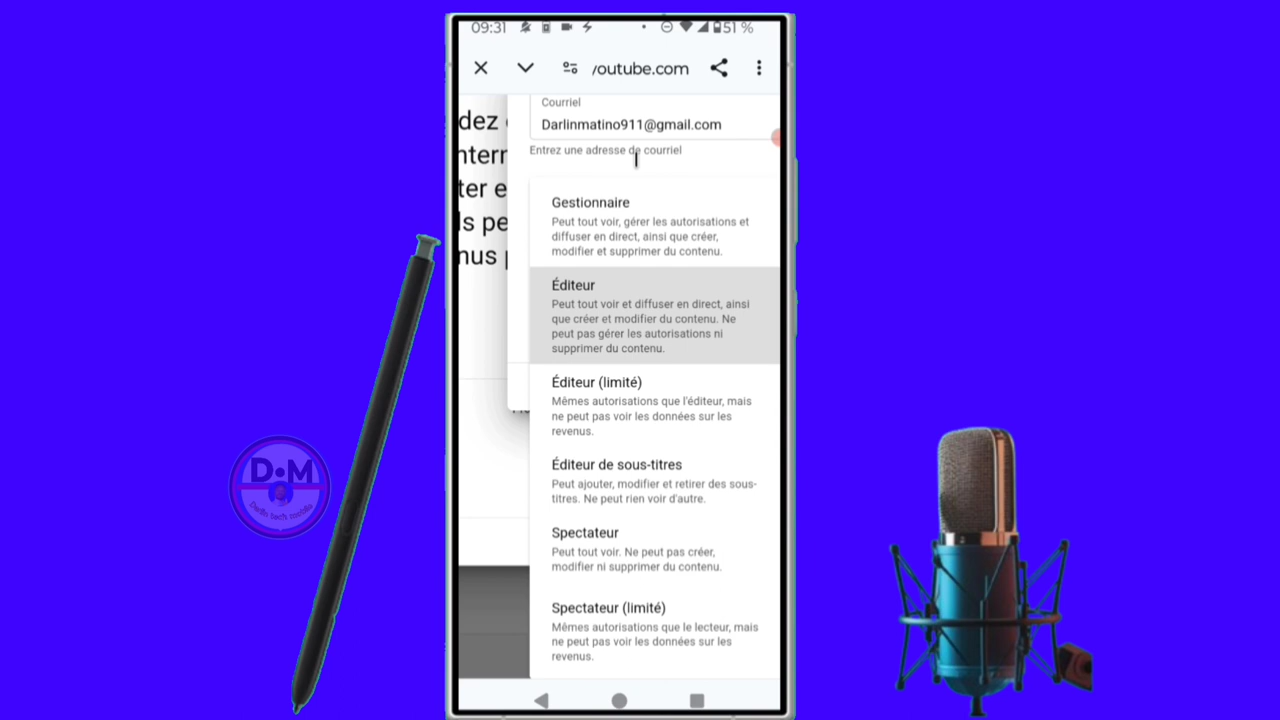 09:31
51 %
/outube.com
Courriel
Darlinmatino911@gmail.com
Entrez une adresse de courriel
dez
ntern
ter e
ls pe
nus p
Gestionnaire
Peut tout voir, gérer les autorisations et
diffuser en direct, ainsi que créer,
modifier et supprimer du contenu.
Éditeur
Peut tout voir et diffuser en direct, ainsi
que créer et modifier du contenu. Ne
peut pas gérer les autorisations ni
supprimer du contenu.
Éditeur (limité)
Mêmes autorisations que l'éditeur, mais
ne peut pas voir les données sur les
revenus.
Éditeur de sous-titres
Peut ajouter, modifier et retirer des sous-
titres. Ne peut rien voir d'autre.
Spectateur
Peut tout voir. Ne peut pas créer,
modifier ni supprimer du contenu.
Spectateur (limité)
Mêmes autorisations que le lecteur, mais
ne peut pas voir les données sur les
revenus.
D•M